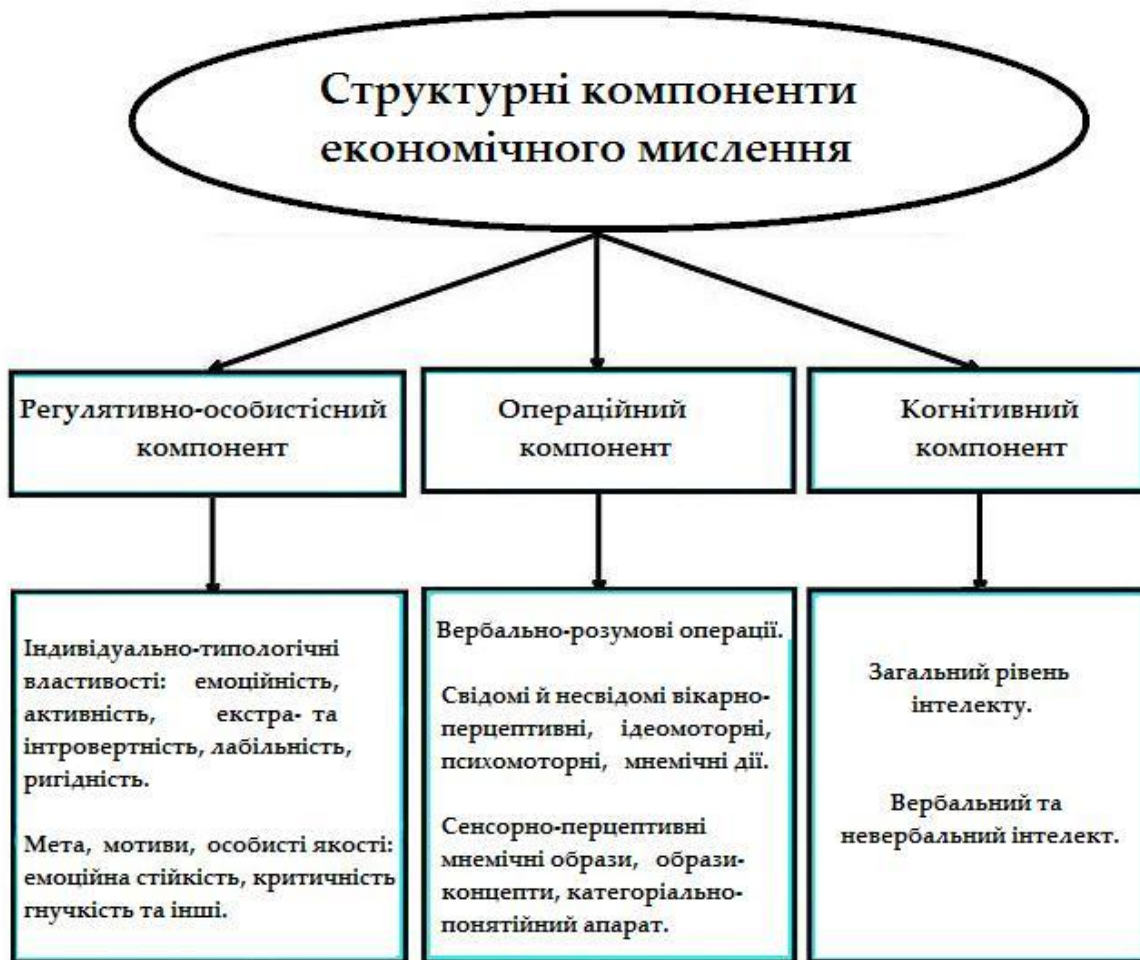 Структурні компоненти
економічного мислення
Регулятивно-особистісний
компонент
Операційний
компонент
Когнітивний
компонент
Індивідуально-типологічні
властивості: емоційність,
активність, екстра- та
інтровертність, лабільність,
ригідність.
Мета, мотиви, особисті якості:
емоційна стійкість, критичність
гнучкість та інші.
Вербально-розумові операції.
Свідомі й несвідомі вікарно-
перцептивні, ідеомоторні,
психомоторні, мнемічні дії.
Сенсорно-перцептивні
мнемічні образи, образи-
концепти, категоріально-
понятійний апарат.
Загальний рівень
інтелекту.
Вербальний та
невербальний інтелект.